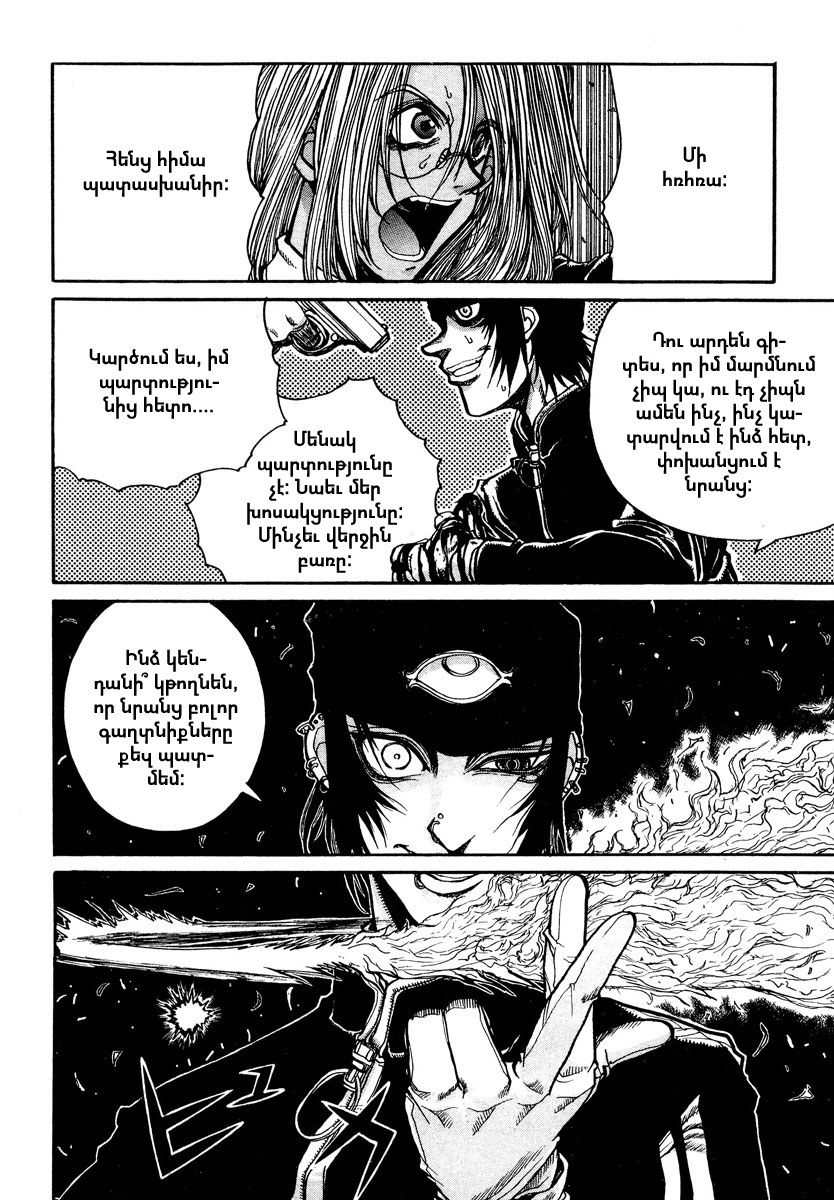 Մի
հռհռա:
Հենց հիմա
պատասխանիր:
Դու արդեն գի-
տես, որ իմ մարմնում
չիպ կա, ու էդ չիպն
ամեն ինչ, ինչ կա-
տարվում է ինձ հետ,
փոխանցում է
նրանց:
Կարծում ես, իմ
պարտությու-
նից հետո....
Մենակ
պարտությունը
չէ: Նաեւ մեր
խոսակցությունը:
Մինչեւ վերջին
բառը:
Ինձ կեն-
դանի՞ կթողնեն,
որ նրանց բոլոր
գաղտնիքները
քեզ պատ-
մեմ: